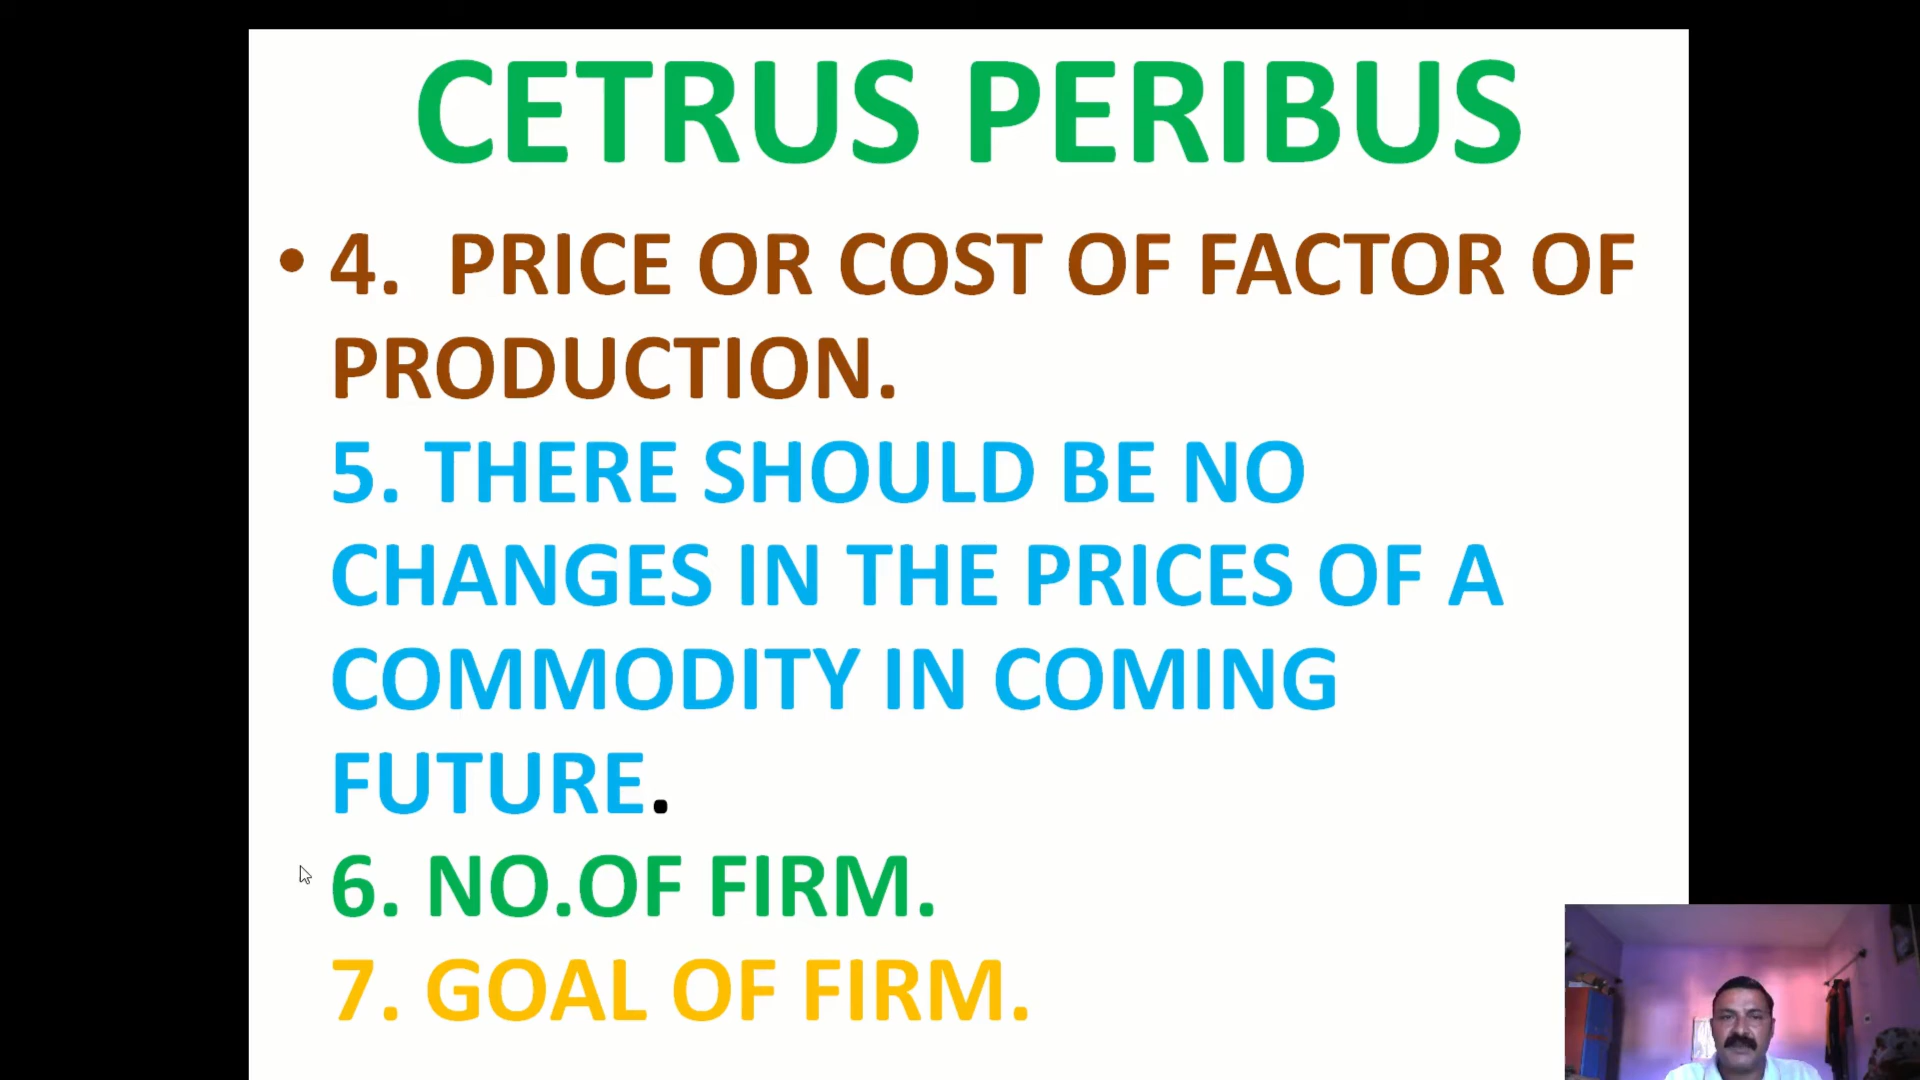 CETRUS PERIBUS
• 4. PRICE OR COST OF FACTOR OF
PRODUCTION.
5. THERE SHOULD BE NO
CHANGES IN THE PRICES OF A
COMMODITY IN COMING
FUTURE.
6. NO.OF FIRM.
7. GOAL OF FIRM.